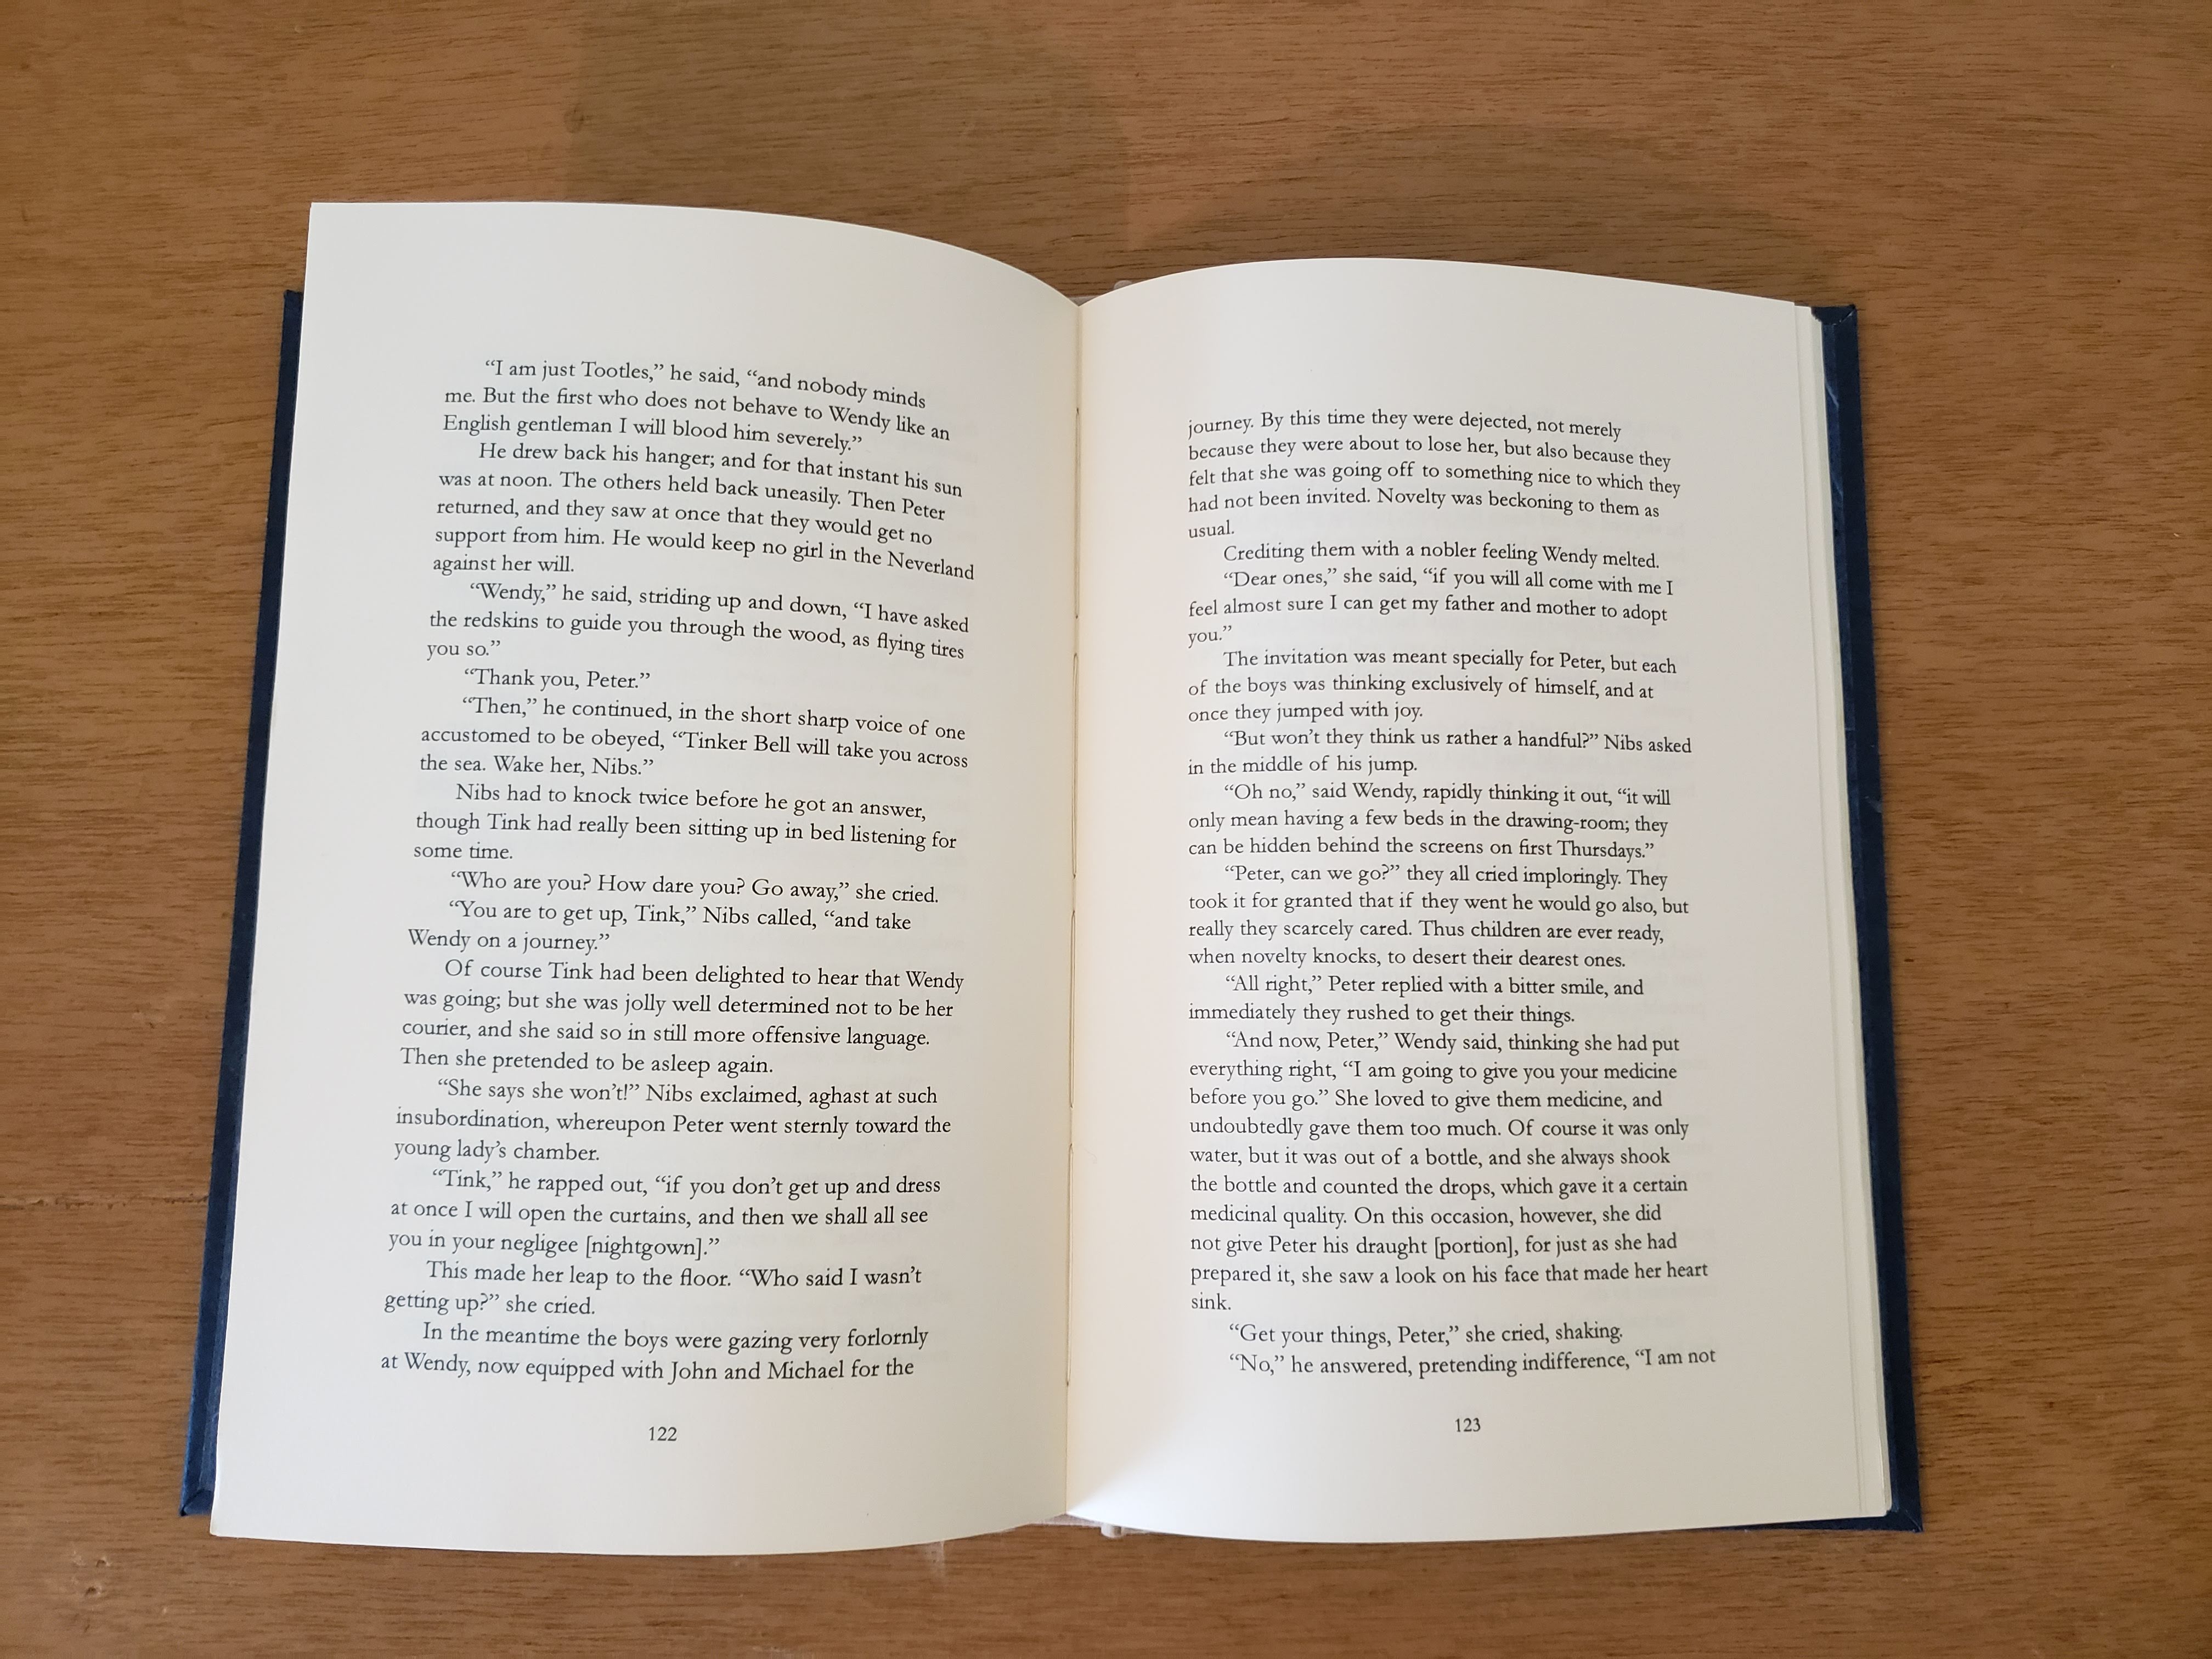 “I am just Tootles,” he said, “and nobody minds
me. But the first who does not behave to Wendy like an
English gentleman I will blood him severely.”
He drew back his hanger; and for that instant his sun
was at noon. The others held back uneasily. Then Peter
returned, and they saw at once that they would get no
support from him. He would keep no girl in the Neverland
against her will.
“Wendy,” he said, striding up and down, “I have asked
the redskins to guide you through the wood, as flying tires
you so.”
“Thank you, Peter.”
“Then,” he continued, in the short sharp voice of one
accustomed to be obeyed, “Tinker Bell will take you across
the sea. Wake her, Nibs.”
Nibs had to knock twice before he got an answer,
though Tink had really been sitting up in bed listening for
some time.
“Who are you? How dare you? Go away,” she cried.
“You are to get up, Tink,” Nibs called, “and take
Wendy on a journey.”
Of course Tink had been delighted to hear that Wendy
was going; but she was jolly well determined not to be her
courier, and she said so in still more offensive language.
Then she pretended to be asleep again.
“She says she won’t!” Nibs exclaimed, aghast at such
insubordination, whereupon Peter went sternly toward the
young lady’s chamber.
“Tink,” he rapped out, “if you don’t get up and dress
at once I will open the curtains, and then we shall all see
you in your negligee [nightgown].”
This made her leap to the floor. “Who said I wasn’t
getting up?” she cried.
In the meantime the boys were gazing very forlornly
at Wendy, now equipped with John and Michael for the
122
journey. By this time they were dejected, not merely
because they were about to lose her, but also because they
felt that she was going off to something nice to which they
had not been invited. Novelty was beckoning to them as
usual.
Crediting them with a nobler feeling Wendy melted.
“Dear ones,” she said, “if you will all come with me I
feel almost sure I can get my father and mother to adopt
you.”
The invitation was meant specially for Peter, but each
of the boys was thinking exclusively of himself, and at
once they jumped with joy.
“But won’t they think us rather a handful?” Nibs asked
in the middle of his jump.
“Oh no,” said Wendy, rapidly thinking it out, “it will
only mean having a few beds in the drawing-room; they
can be hidden behind the screens on first Thursdays.”
“Peter, can we go?” they all cried imploringly. They
took it for granted that if they went he would go also, but
really they scarcely cared. Thus children are ever ready,
when novelty knocks, to desert their dearest ones.
“All right,” Peter replied with a bitter smile, and
immediately they rushed to get their things.
“And now, Peter,” Wendy said, thinking she had put
everything right, “I am going to give you your medicine
before you go.” She loved to give them medicine, and
undoubtedly gave them too much. Of course it was only
water, but it was out of a bottle, and she always shook
the bottle and counted the drops, which gave it a certain
medicinal quality. On this occasion, however, she did
not give Peter his draught [portion], for just as she had
prepared it, she saw a look on his face that made her heart
sink.
“Get your things, Peter,” she cried, shaking.
“No,” he answered, pretending indifference, “I am not
123